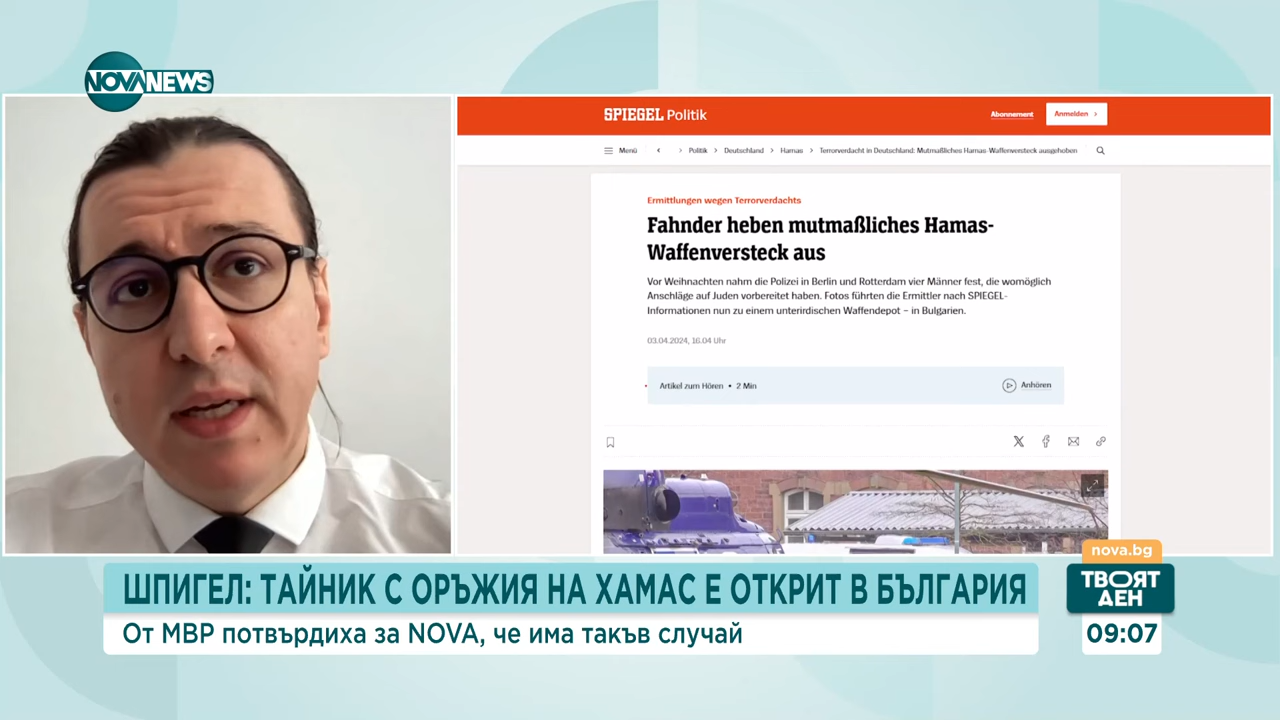 NOVANEWS
SPIEGEL Politik
Abonnement
Anmelden
Menü
Politik
Deutschland
Hamas
Terrorverdacht in Deutschland: Mutmaßliches Hamas-Waffenversteck ausgehoben
Ermittlungen wegen Terrorverdachts
Fahnder heben mutmaßliches Hamas-
Waffenversteck aus
Vor Weihnachten nahm die Polizei in Berlin und Rotterdam vier Männer fest, die womöglich
Anschläge auf Juden vorbereitet haben. Fotos führten die Ermittler nach SPIEGEL-
Informationen nun zu einem unterirdischen Waffendepot – in Bulgarien.
03.04.2024, 16.04 Uhr
Artikel zum Hören • 2 Min
Anhören
nova.bg
ТВОЯТ
ДЕН
09:07
ШПИГЕЛ: ТАЙНИК С ОРЪЖИЯ НА ХАМАС Е ОТКРИТ В БЪЛГАРИЯ
От МВР потвърдиха за NOVA, че има такъв случай